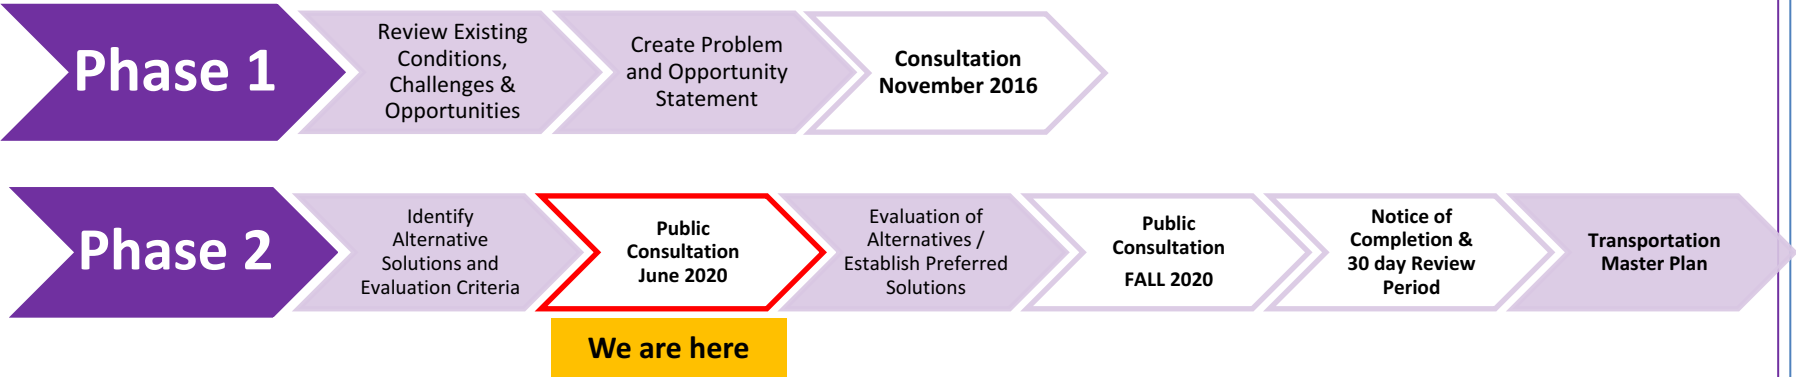 Phase 1
Review Existing
Conditions,
Challenges &
Opportunities
Create Problem
and Opportunity
Statement
Consultation
November 2016
Phase 2
Identify
Alternative
Solutions and
Evaluation Criteria
Public
Consultation
June 2020
Evaluation of
Alternatives /
Establish Preferred
Solutions
Public
Consultation
FALL 2020
Notice of
Completion &
30 day Review
Period
Transportation
Master Plan
We are here